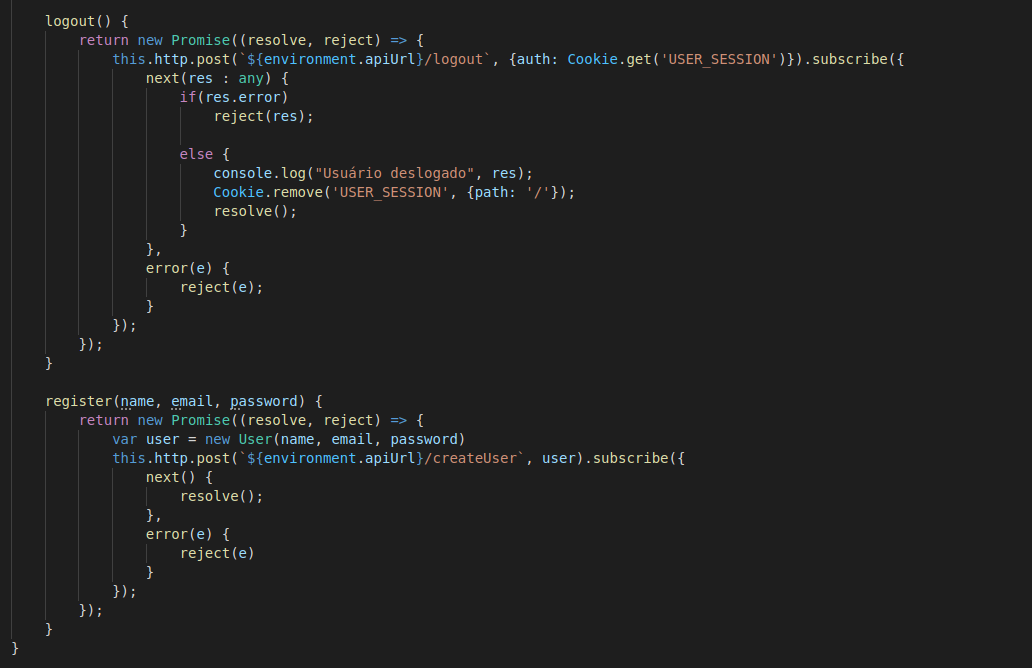 logout() {
return new Promise((resolve, reject) => {
this.http.post(`${environment.apiUrl}/logout`, {auth: Cookie.get('USER_SESSION')}).subscribe({
next(res : any) {
if(res.error)
reject(res);
else {
console.log("Usuário deslogado", res);
Cookie.remove('USER_SESSION', {path: '/'});
resolve();
}
},
error(e) {
reject(e);
}
});
});
}
register(name, email, password) {
return new Promise((resolve, reject) => {
var user = new User(name, email, password)
this.http.post(`${environment.apiUrl}/createUser`, user).subscribe({
next() {
resolve();
},
error(e) {
reject(e)
}
});
});
}
}